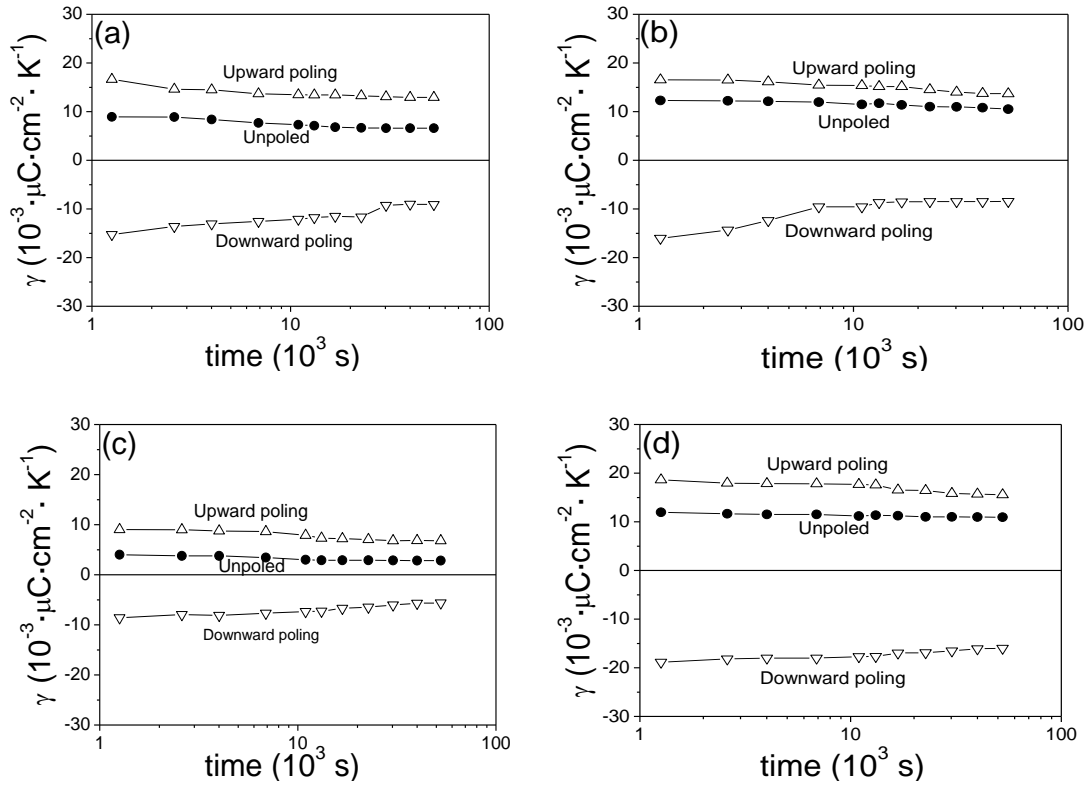 (a)
30
20
10
0
-10
-20
-30
γ (10⁻³·μC·cm⁻²· K⁻¹)
Upward poling
Unpoled
Downward poling
1
10
100
time (10³ s)
(b)
30
20
10
0
-10
-20
-30
γ (10⁻³·μC·cm⁻²· K⁻¹)
Upward poling
Unpoled
Downward poling
1
10
100
time (10³ s)
(c)
30
20
10
0
-10
-20
-30
γ (10⁻³·μC·cm⁻²· K⁻¹)
Upward poling
Unpoled
Downward poling
1
10
100
time (10³ s)
(d)
30
20
10
0
-10
-20
-30
γ (10⁻³·μC·cm⁻²· K⁻¹)
Upward poling
Unpoled
Downward poling
1
10
100
time (10³ s)